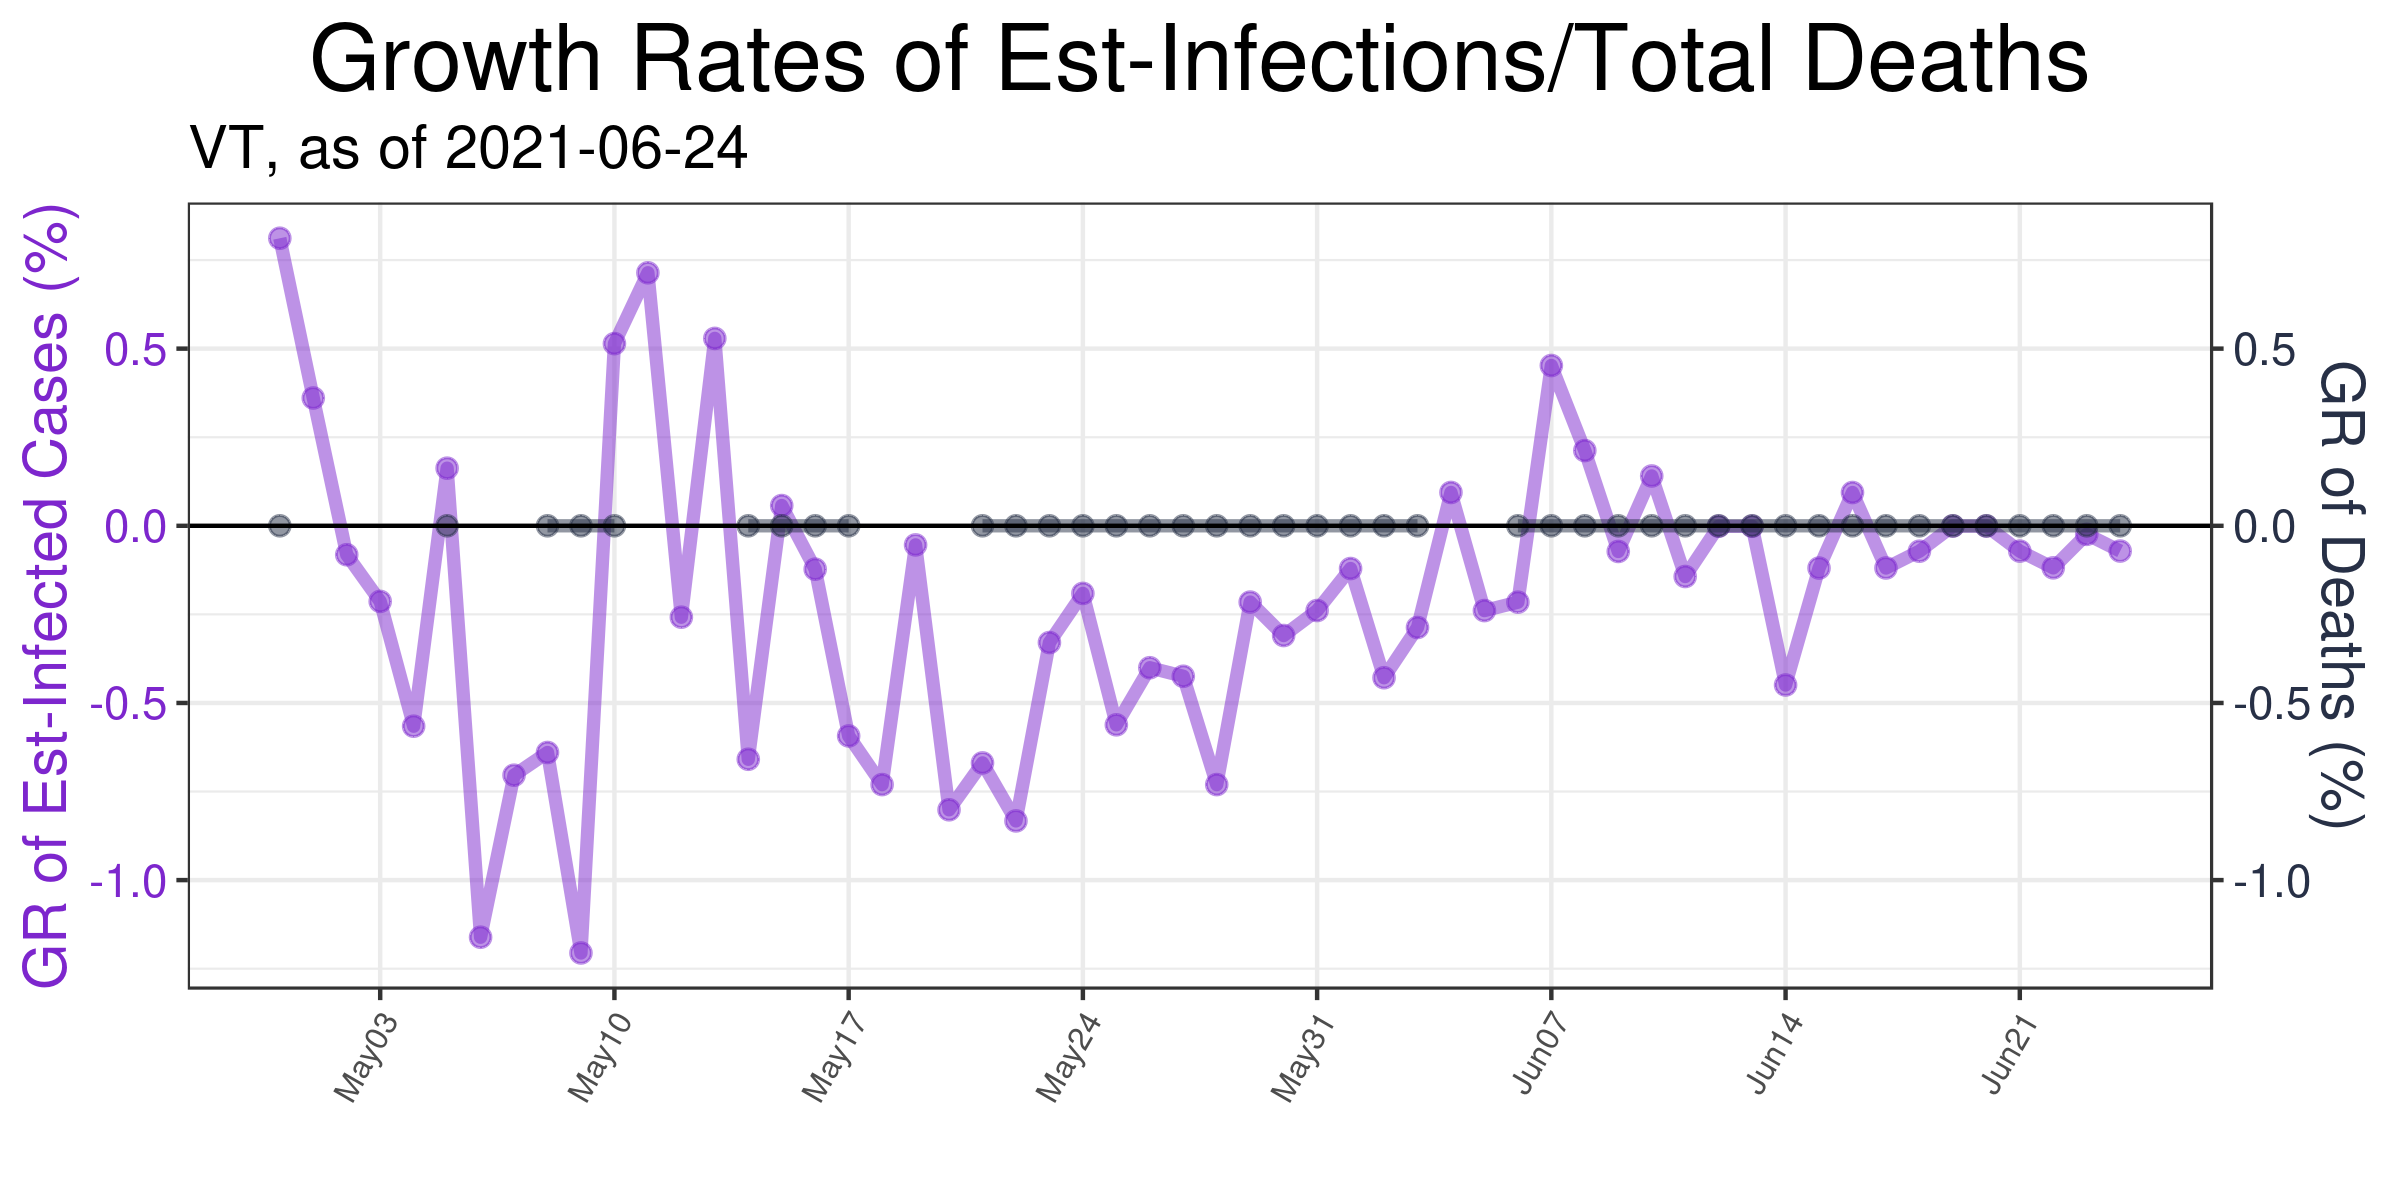 Growth Rates of Est-Infections/Total Deaths
VT, as of 2021-06-24
GR of Est-Infected Cases (%)
0.5
0.0
-0.5
-1.0
0.5
0.0
-0.5
-1.0
GR of Deaths (%)
May03
May10
May17
May24
May31
Jun07
Jun14
Jun21